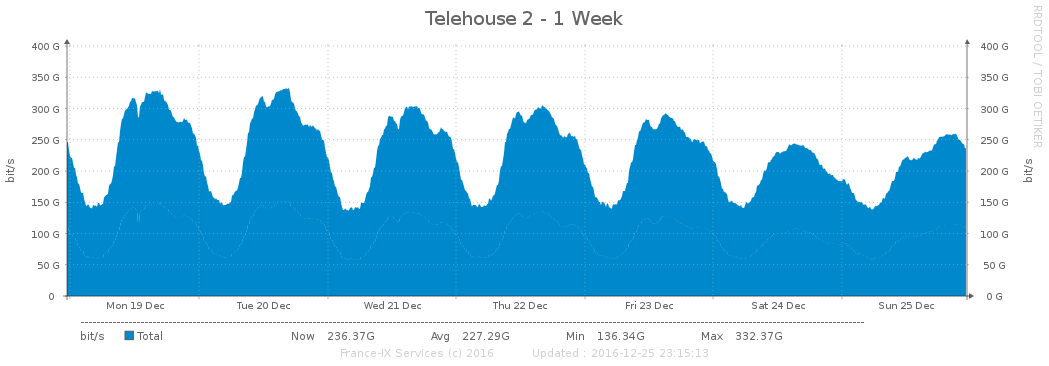 Telehouse 2 - 1 Week
RRDTOOL / TOBI OETIKER
400 G 400 G
350 G 350 G
300 G 300 G
250 G 250 G
200 G 200 G
150 G 150 G
100 G 100 G
50 G 50 G
0 0 G
bit/s bit/s
Mon 19 Dec Tue 20 Dec Wed 21 Dec Thu 22 Dec Fri 23 Dec Sat 24 Dec Sun 25 Dec
bit/s Total Now 236.37G Avg 227.29G Min 136.34G Max 332.37G
France-IX Services (c) 2016 Updated : 2016-12-25 23:15:13